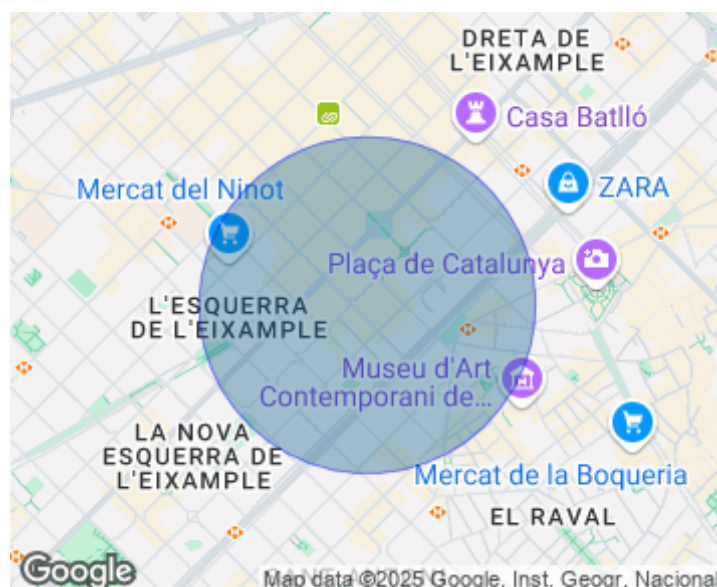 DRETA DE
L'EIXAMPLE
Casa Batlló
Mercat del Ninot
ZARA
Plaça de Catalunya
L'ESQUERRA
DE L'EIXAMPLE
Museu d'Art
Contemporani de...
LA NOVA
ESQUERRA DE
L'EIXAMPLE
Mercat de la Boqueria
EL RAVAL
Google
Map data ©2025 Google, Inst. Geogr. Nacional